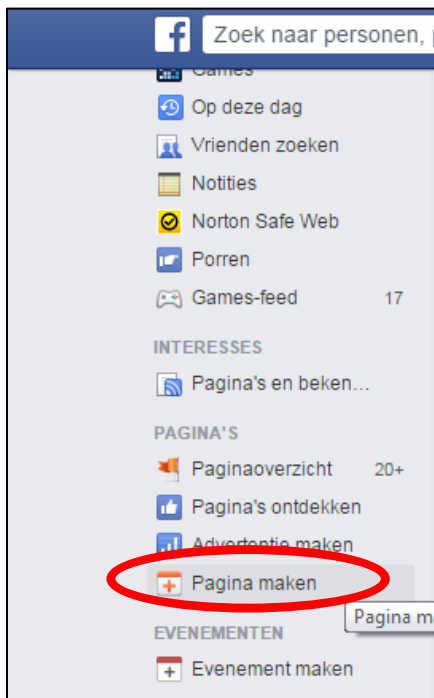 f Zoek naar personen, p
Games
Op deze dag
Vrienden zoeken
Notities
Norton Safe Web
Porren
Games-feed 17
INTERESSES
Pagina's en beken...
PAGINA'S
Paginaoverzicht 20+
Pagina's ontdekken
Advertentie maken
Pagina maken
Pagina m
EVENEMENTEN
Evenement maken